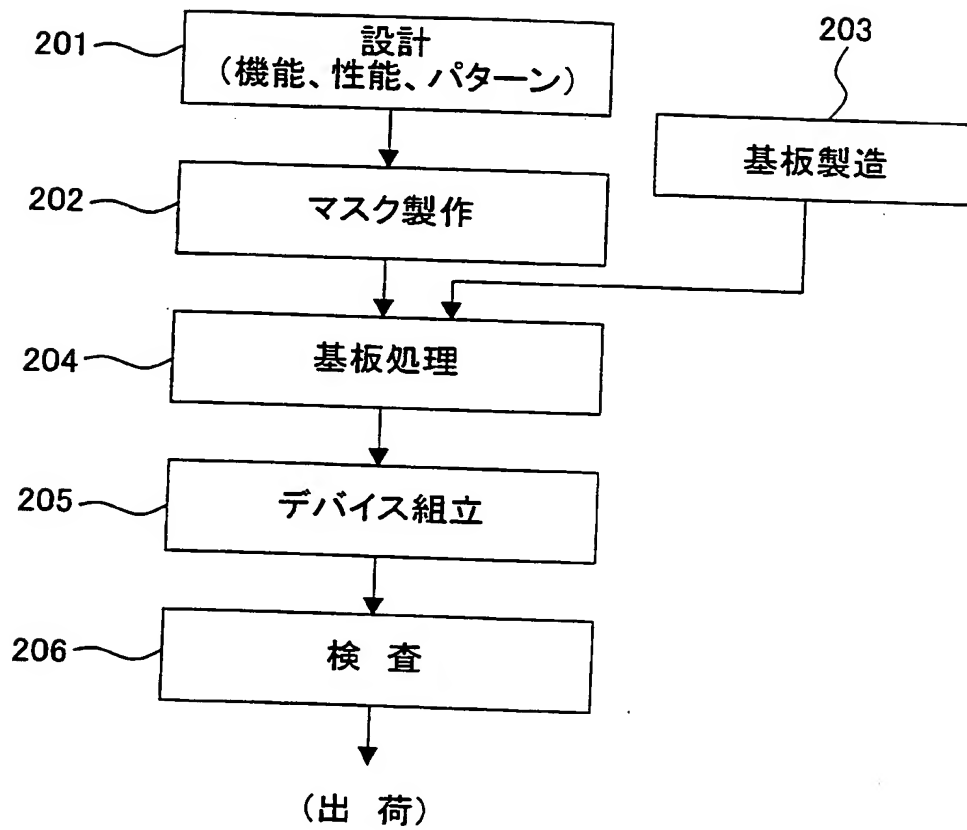 201
設計
(機能、性能、パターン)
203
基板製造
202
マスク製作
204
基板処理
205
デバイス組立
206
検 査
(出 荷)